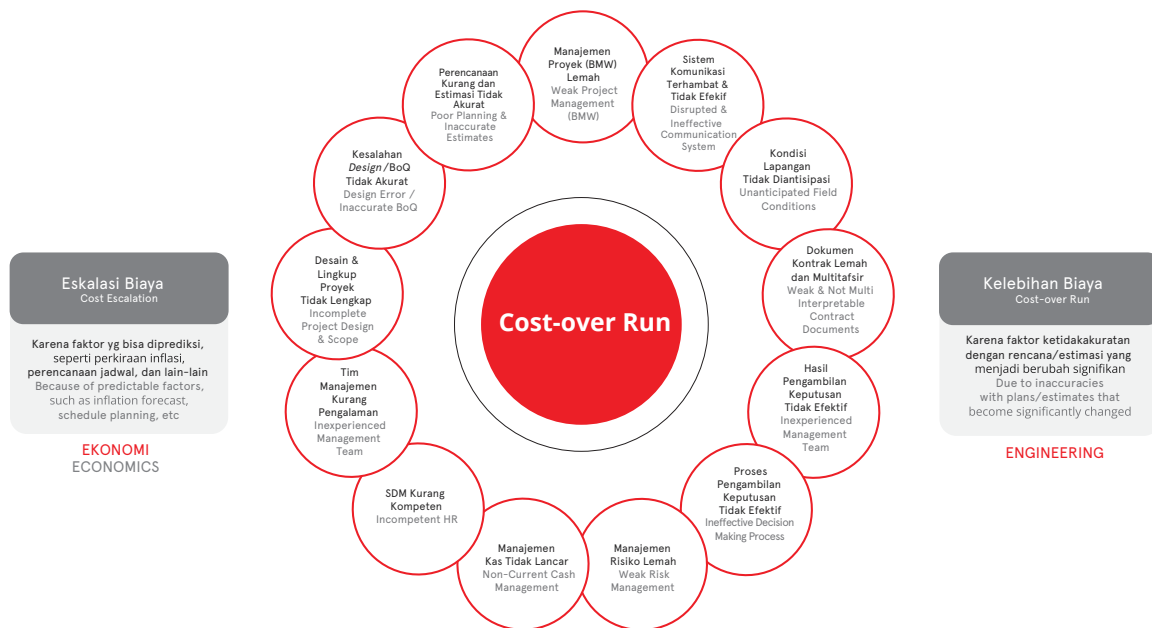 Manajemen
Proyek (BMW)
Lemah
Weak Project
Management
(BMW)
Sistem
Komunikasi
Terhambat &
Tidak Efekif
Disrupted &
Ineffective
Communication
System
Kondisi
Lapangan
Tidak Diantisipasi
Unanticipated Field
Conditions
Dokumen
Kontrak Lemah
dan Multitafsir
Weak & Not Multi
Interpretable
Contract
Documents
Hasil
Pengambilan
Keputusan
Tidak Efektif
Inexperienced
Management
Team
Proses
Pengambilan
Keputusan
Tidak Efektif
Ineffective Decision
Making Process
Manajemen
Risiko Lemah
Weak Risk
Management
Manajemen
Kas Tidak Lancar
Non-Current Cash
Management
SDM Kurang
Kompeten
Incompetent HR
Tim
Manajemen
Kurang
Pengalaman
Inexperienced
Management
Team
Desain &
Lingkup
Proyek
Tidak Lengkap
Incomplete
Project Design
& Scope
Kesalahan
Design/BoQ
Tidak Akurat
Design Error /
Inaccurate BoQ
Perencanaan
Kurang dan
Estimasi Tidak
Akurat
Poor Planning &
Inaccurate
Estimates
Cost-over Run
Eskalasi Biaya
Cost Escalation
Karena faktor yg bisa diprediksi,
seperti perkiraan inflasi,
perencanaan jadwal, dan lain-lain
Because of predictable factors,
such as inflation forecast,
schedule planning, etc
EKONOMI
ECONOMICS
Kelebihan Biaya
Cost-over Run
Karena faktor ketidakakuratan
dengan rencana/estimasi yang
menjadi berubah signifikan
Due to inaccuracies
with plans/estimates that
become significantly changed
ENGINEERING